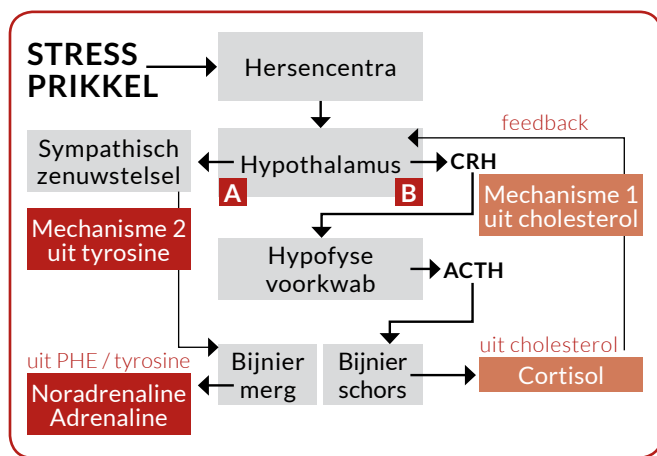 STRESS
PRIKKEL
Hersencentra
feedback
Sympathisch
zenuwstelsel
Hypothalamus
CRH
A
B
Mechanisme 2
uit tyrosine
Mechanisme 1
uit cholesterol
Hypofyse
voorkwab
ACTH
uit PHE / tyrosine
Bijnier
merg
Bijnier
schors
uit cholesterol
Noradrenaline
Adrenaline
Cortisol